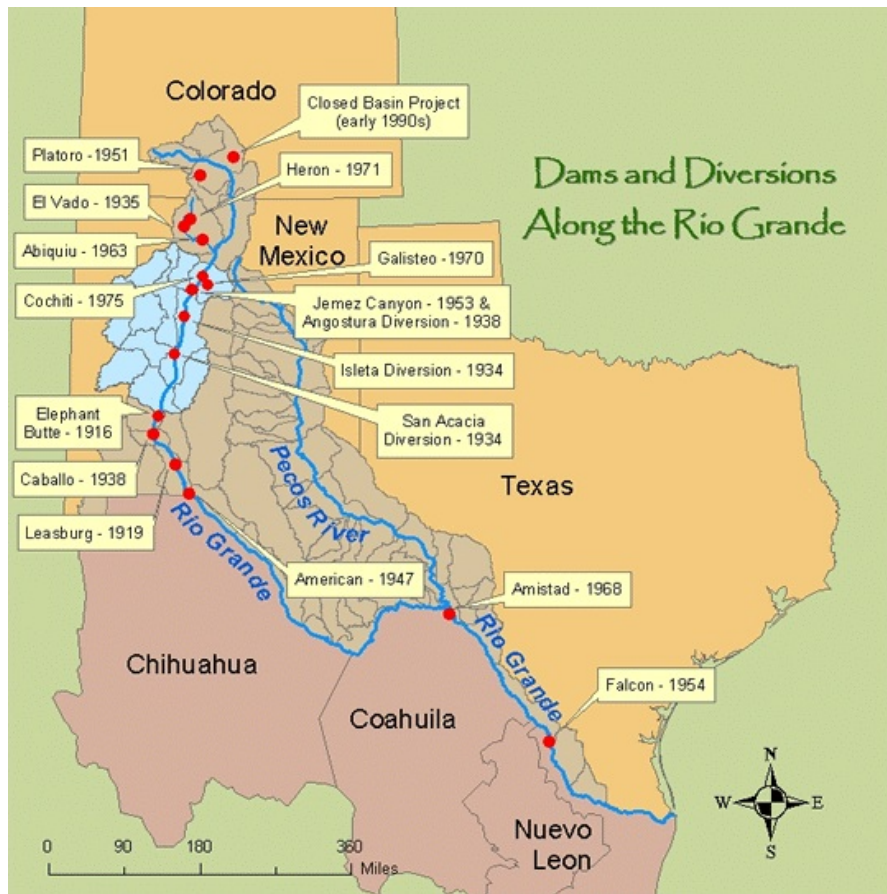 Colorado
Closed Basin Project
(early 1990s)
Platoro - 1951
Heron - 1971
Dams and Diversions
Along the Rio Grande
El Vado - 1935
New
Mexico
Abiquiu - 1963
Galisteo - 1970
Cochiti - 1975
Jemez Canyon - 1953 &
Angostura Diversion - 1938
Isleta Diversion - 1934
Elephant
Butte - 1916
San Acacia
Diversion - 1934
Caballo - 1938
Pecos River
Texas
Leasburg - 1919
Rio Grande
American - 1947
Amistad - 1968
Rio Grande
Chihuahua
Falcon - 1954
Coahuila
N
W
E
S
Nuevo
Leon
0 90 180 360
Miles